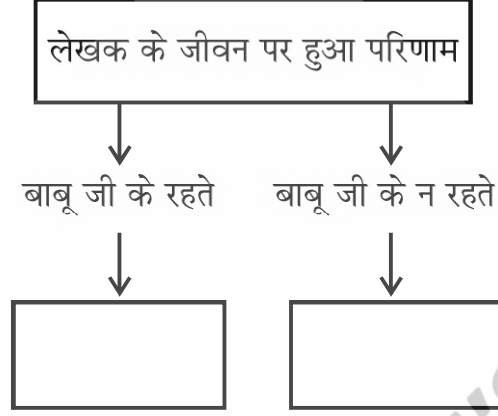 लेखक के जीवन पर हुआ परिणाम
बाबू जी के रहते
बाबू जी के न रहते